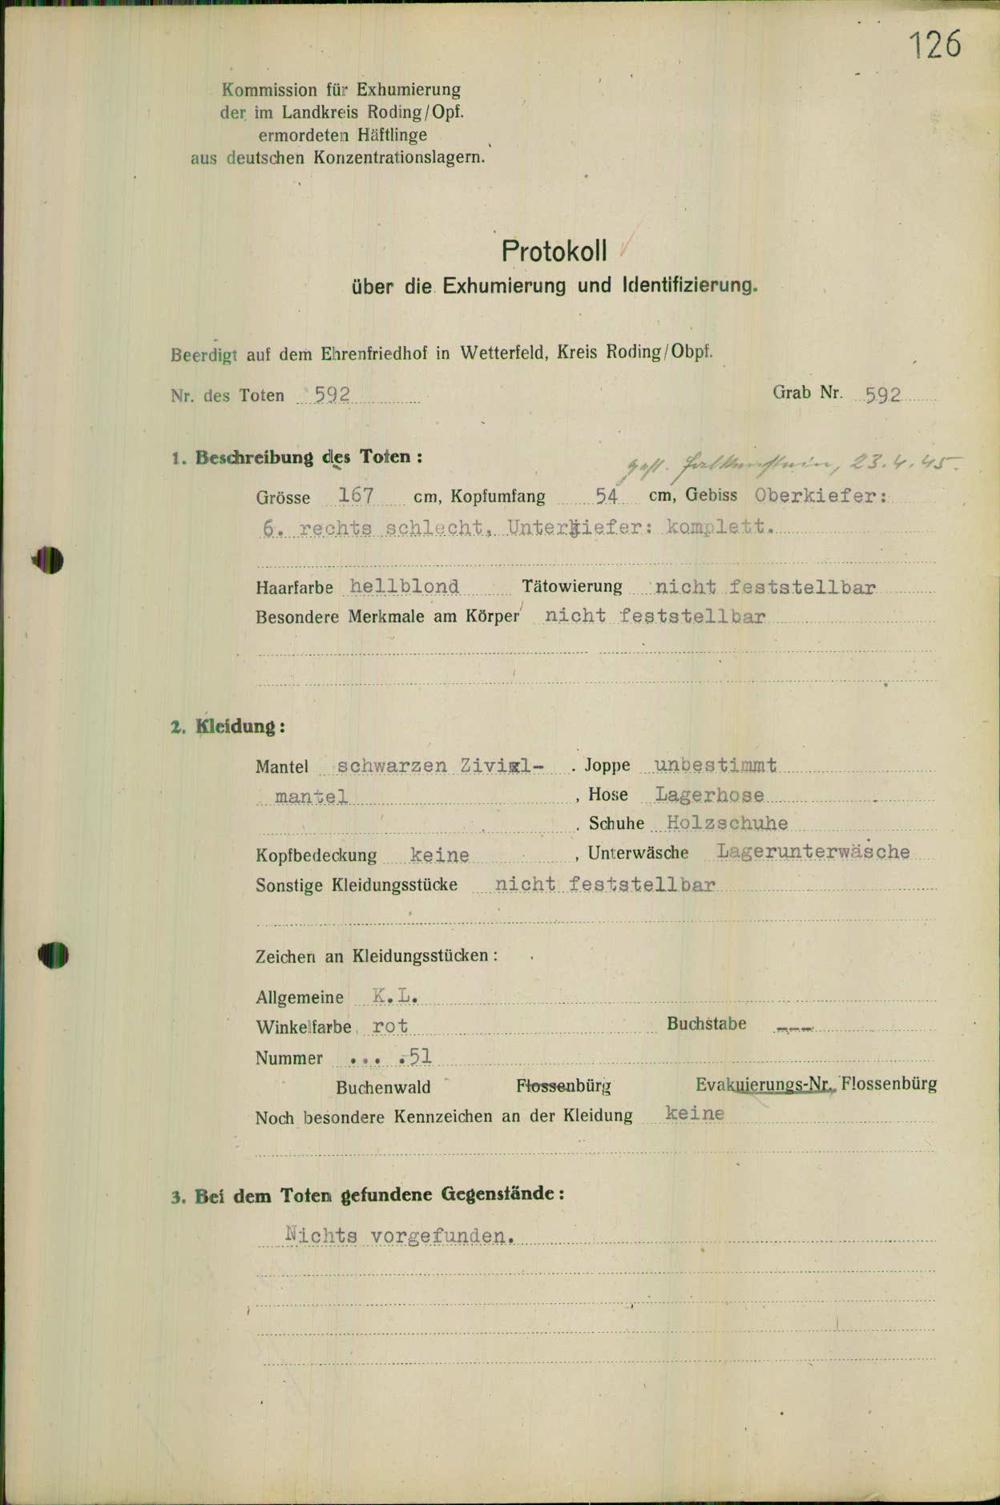 126
Kommission für Exhumierung
der im Landkreis Roding/Opf.
ermordeten Häftlinge
aus deutschen Konzentrationslagern.
Protokoll
über die Exhumierung und Identifizierung.
Beerdigt auf dem Ehrenfriedhof in Wetterfeld, Kreis Roding/Obpf.
Nr. des Toten 592 Grab Nr. 592
1. Beschreibung des Toten:
gest. Falkenstein, 23.4.45.
Grösse 167 cm, Kopfumfang 54 cm, Gebiss Oberkiefer:
6. rechts schlecht, Unterkiefer: komplett.
Haarfarbe hellblond Tätowierung nicht feststellbar
Besondere Merkmale am Körper nicht feststellbar
2. Kleidung:
Mantel schwarzen Zivil- . Joppe unbestimmt
mantel , Hose Lagerhose
. Schuhe Holzschuhe
Kopfbedeckung keine , Unterwäsche Lagerunterwäsche
Sonstige Kleidungsstücke nicht feststellbar
Zeichen an Kleidungsstücken:
Allgemeine K.L.
Winkelfarbe rot Buchstabe ---
Nummer ... .51
Buchenwald Flossenbürg Evakuierungs-Nr. Flossenbürg
Noch besondere Kennzeichen an der Kleidung keine
3. Bei dem Toten gefundene Gegenstände:
Nichts vorgefunden.